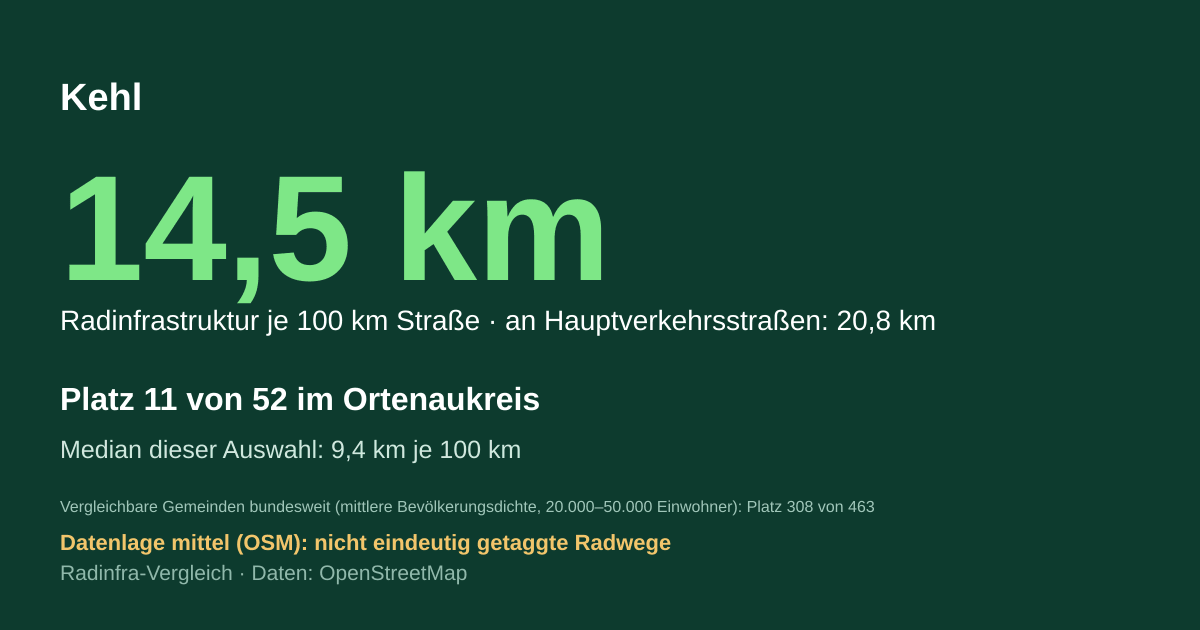 Kehl
14,5 km
Radinfrastruktur je 100 km Straße · an Hauptverkehrsstraßen: 20,8 km
Platz 11 von 52 im Ortenaukreis
Median dieser Auswahl: 9,4 km je 100 km
Vergleichbare Gemeinden bundesweit (mittlere Bevölkerungsdichte, 20.000–50.000 Einwohner): Platz 308 von 463
Datenlage mittel (OSM): nicht eindeutig getaggte Radwege
Radinfra-Vergleich · Daten: OpenStreetMap